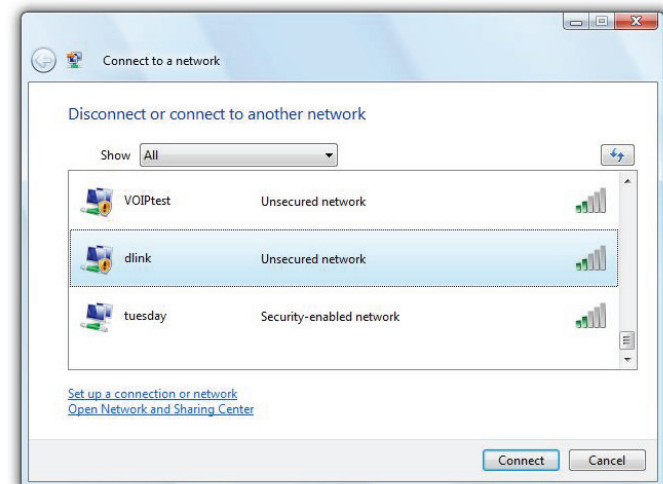 Connect to a network
Disconnect or connect to another network
Show All
VOIPtest Unsecured network
dlink Unsecured network
tuesday Security-enabled network
Set up a connection or network
Open Network and Sharing Center
Connect Cancel